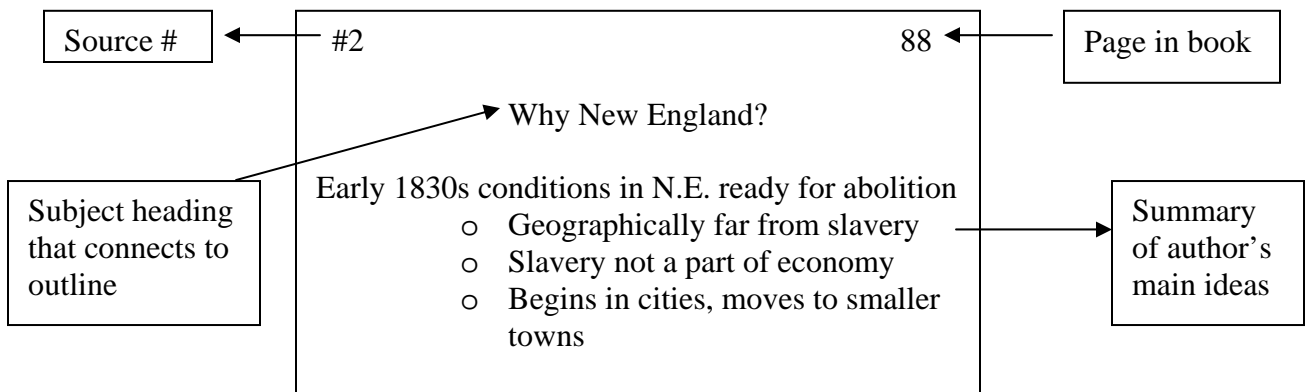 Source #
#2
88
Page in book
Why New England?
Subject heading
that connects to
outline
Early 1830s conditions in N.E. ready for abolition
o Geographically far from slavery
o Slavery not a part of economy
o Begins in cities, moves to smaller
towns
Summary
of author’s
main ideas